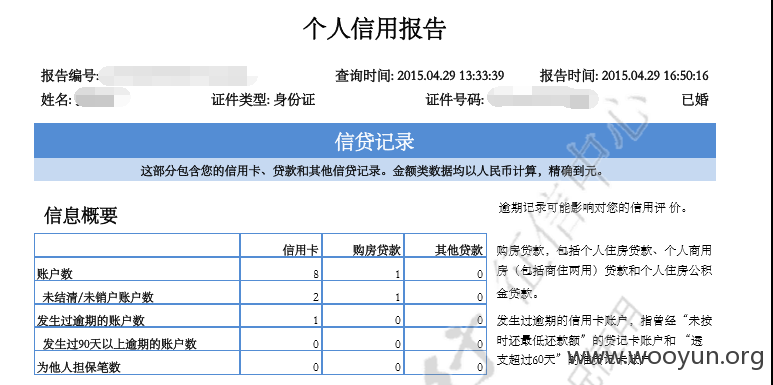 个人信用报告
报告编号: 查询时间: 2015.04.29 13:33:39 报告时间: 2015.04.29 16:50:16
姓名: 证件类型: 身份证 证件号码: 已婚
信贷记录
这部分包含您的信用卡、贷款和其他信贷记录。金额类数据均以人民币计算，精确到元。
信息概要
逾期记录可能影响对您的信用评价。
信用卡 购房贷款 其他贷款
账户数 8 1 0
未结清/未销户账户数 2 1 0
发生过逾期的账户数 1 0 0
发生过90天以上逾期的账户数 0 0 0
为他人担保笔数 0 0 0
购房贷款，包括个人住房贷款、个人商用
房（包括商住两用）贷款和个人住房公积
金贷款。
发生过逾期的信用卡账户，指曾经“未按
时还最低还款额”的贷记卡账户和“透
支超过60天”的准贷记卡账户
征信中心
www.wooyun.org